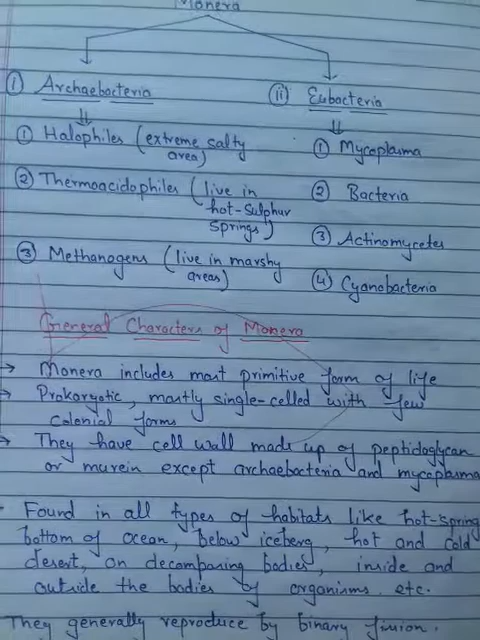 Monera
(i) Archaebacteria
(ii) Eubacteria
① Halophiles (extreme salty
area)
① Mycoplasma
② Thermoacidophiles (live in
hot-sulphur
springs)
② Bacteria
③ Actinomycetes
③ Methanogens (live in marshy
areas)
④ Cyanobacteria
General Characters of Monera
→ Monera includes most primitive form of life
→ Prokaryotic, mostly single-celled with few
colonial forms
→ They have cell wall made up of peptidoglycan
or murein except archaebacteria and mycoplasma
Found in all types of habitats like hot-spring
bottom of ocean, below iceberg, hot and cold
desert, on decomposing bodies, inside and
outside the bodies of organisms etc.
They generally reproduce by binary fission.